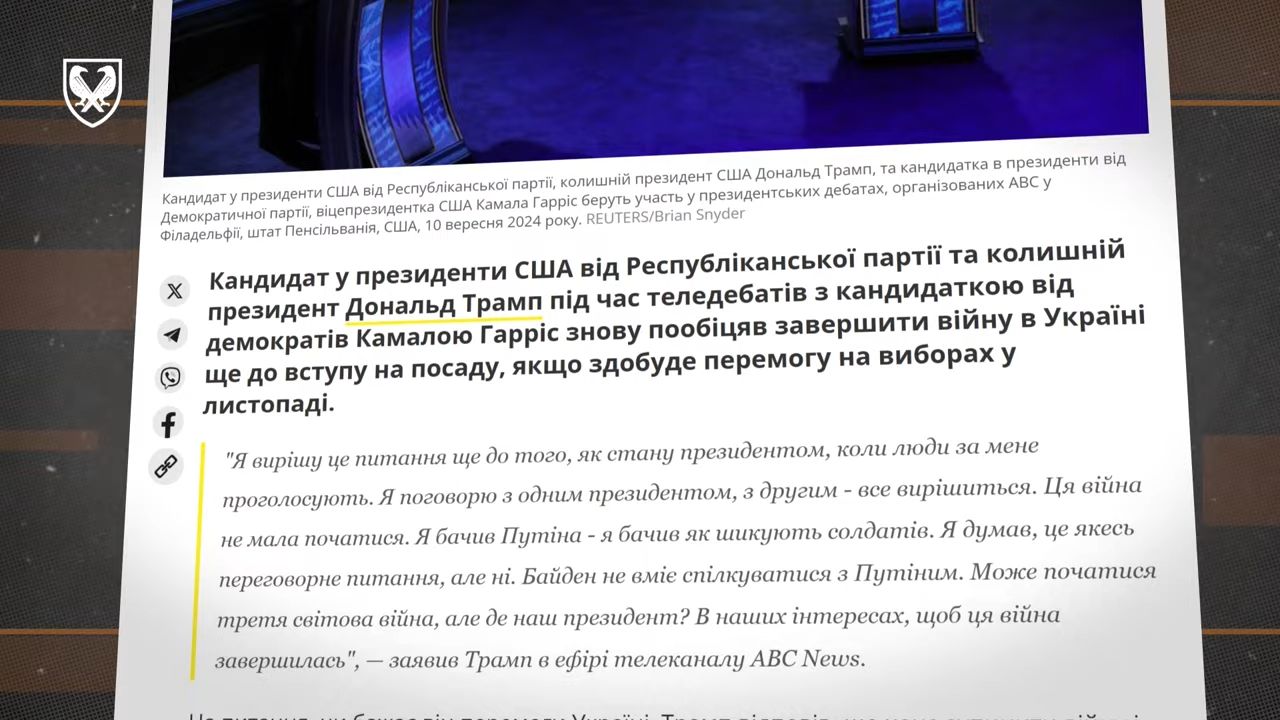 Кандидат у президенти США від Республіканської партії, колишній президент США Дональд Трамп, та кандидатка в президенти від
Демократичної партії, віцепрезидентка США Камала Гарріс беруть участь у президентських дебатах, організованих ABC у
Філадельфії, штат Пенсільванія, США, 10 вересня 2024 року. REUTERS/Brian Snyder
Кандидат у президенти США від Республіканської партії та колишній
президент Дональд Трамп під час теледебатів з кандидаткою від
демократів Камалою Гарріс знову пообіцяв завершити війну в Україні
ще до вступу на посаду, якщо здобуде перемогу на виборах у
листопаді.
"Я вирішу це питання ще до того, як стану президентом, коли люди за мене
проголосують. Я поговорю з одним президентом, з другим - все вирішиться. Ця війна
не мала початися. Я бачив Путіна - я бачив як шикують солдатів. Я думав, це якесь
переговорне питання, але ні. Байден не вміє спілкуватися з Путіним. Може початися
третя світова війна, але де наш президент? В наших інтересах, щоб ця війна
завершилась", — заявив Трамп в ефірі телеканалу ABC News.